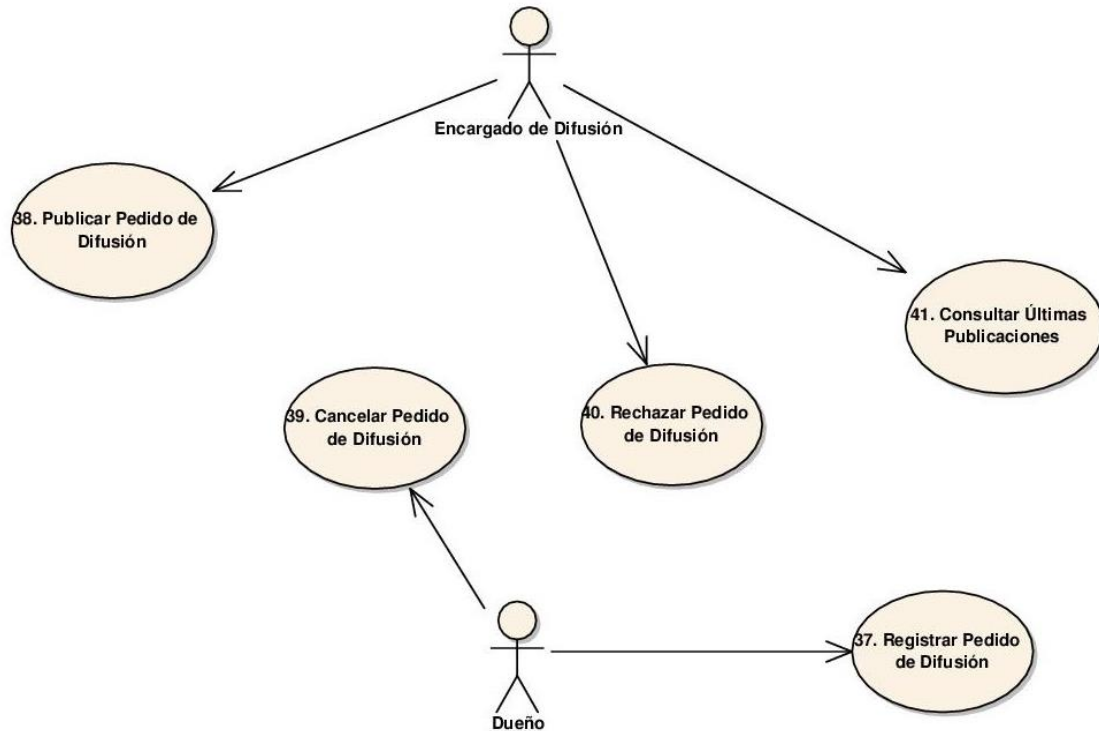 Encargado de Difusión
38. Publicar Pedido de
Difusión
41. Consultar Últimas
Publicaciones
39. Cancelar Pedido
de Difusión
40. Rechazar Pedido
de Difusión
37. Registrar Pedido
de Difusión
Dueño